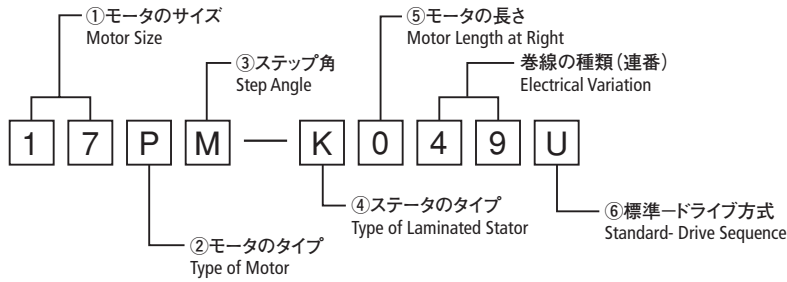 ①モータのサイズ
Motor Size
⑤モータの長さ
Motor Length at Right
③ステップ角
Step Angle
巻線の種類(連番)
Electrical Variation
1 7 P M — K 0 4 9 U
④ステータのタイプ
Type of Laminated Stator
⑥標準ードライブ方式
Standard- Drive Sequence
②モータのタイプ
Type of Motor